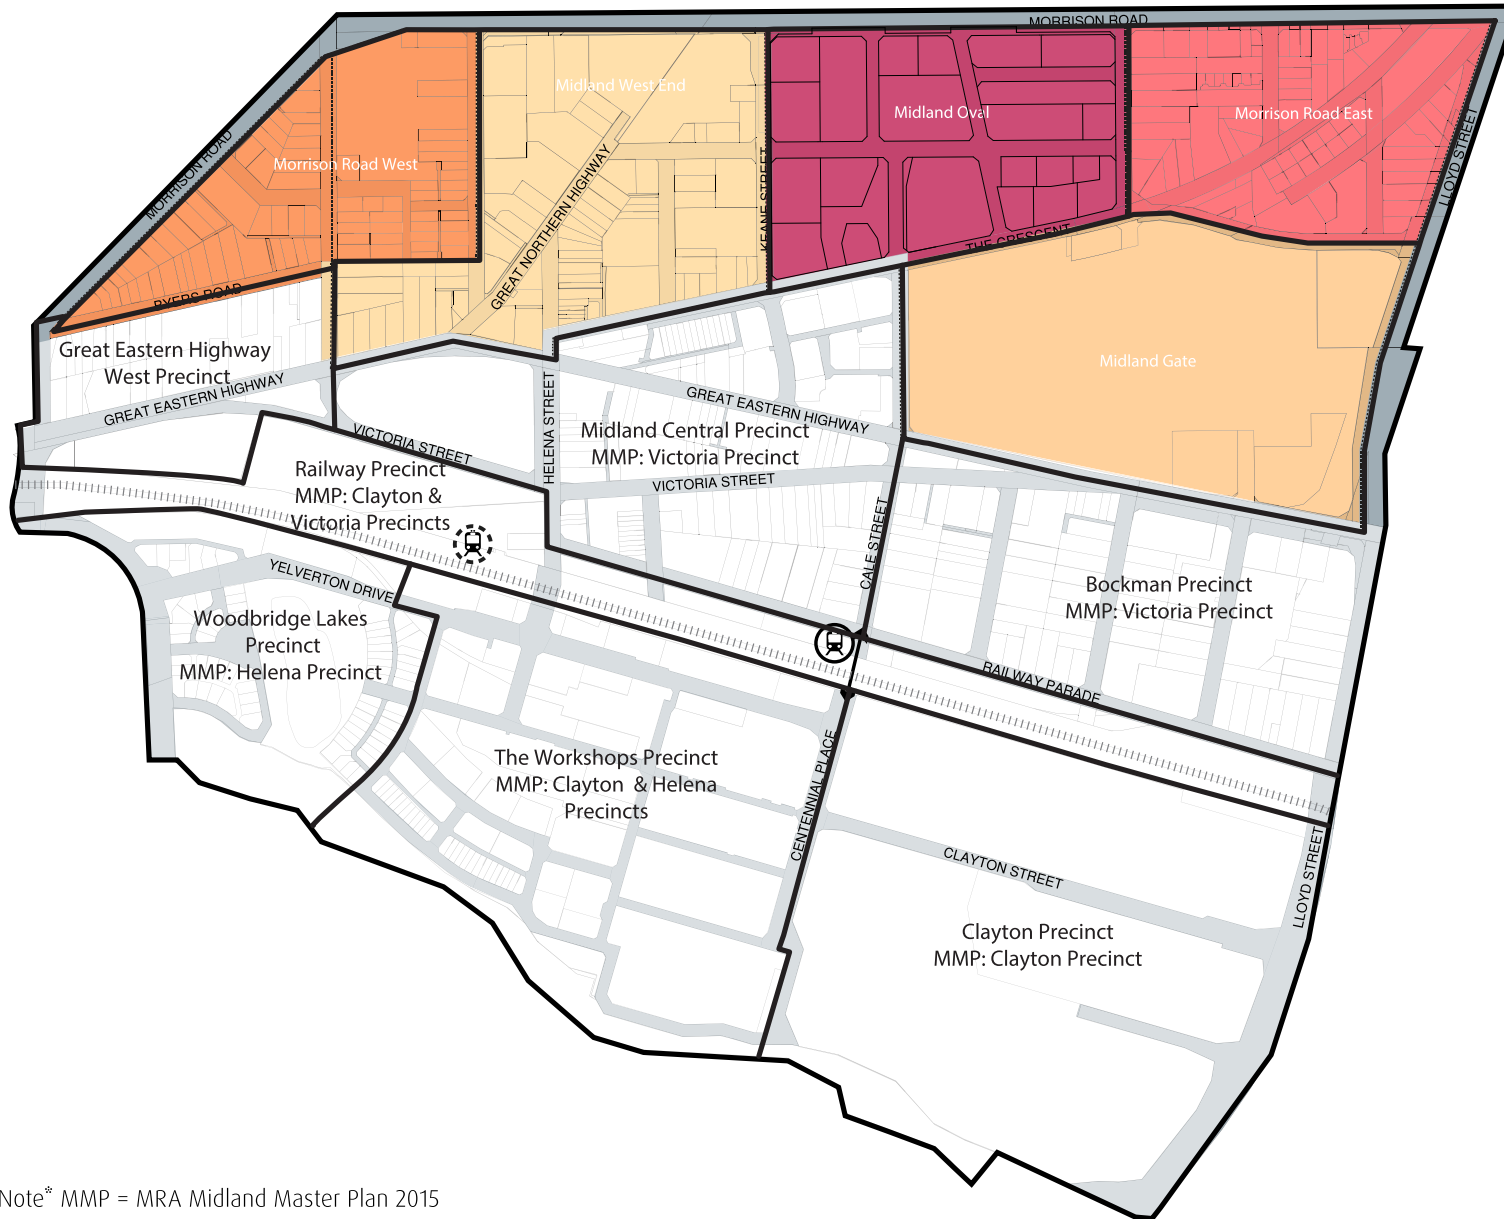 MORRISON ROAD
Midland West End
Midland Oval
Morrison Road East
MORRISON ROAD
Morrison Road West
LLOYD STREET
GREAT NORTHERN HIGHWAY
KEANE STREET
THE CRESCENT
BYERS ROAD
Great Eastern Highway
West Precinct
GREAT EASTERN HIGHWAY
Midland Gate
HELENA STREET
GREAT EASTERN HIGHWAY
VICTORIA STREET
Midland Central Precinct
MMP: Victoria Precinct
VICTORIA STREET
Railway Precinct
MMP: Clayton &
Victoria Precincts
CALE STREET
YELVERTON DRIVE
Bockman Precinct
MMP: Victoria Precinct
Woodbridge Lakes
Precinct
MMP: Helena Precinct
RAILWAY PARADE
The Workshops Precinct
MMP: Clayton & Helena
Precincts
CENTENNIAL PLACE
CLAYTON STREET
LLOYD STREET
Clayton Precinct
MMP: Clayton Precinct
Note* MMP = MRA Midland Master Plan 2015